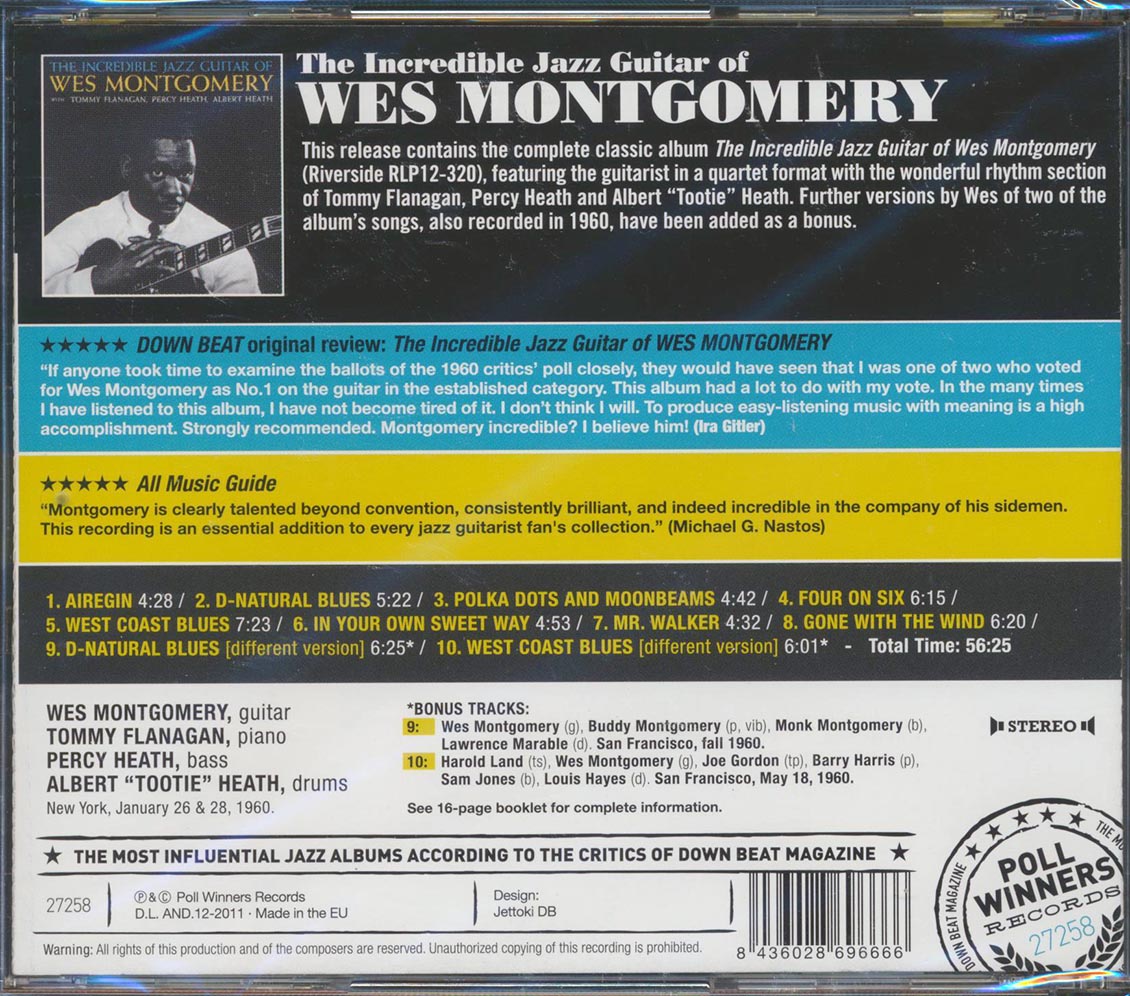 THE INCREDIBLE JAZZ GUITAR OF
WES MONTGOMERY
WITH TOMMY FLANAGAN, PERCY HEATH, ALBERT HEATH
The Incredible Jazz Guitar of
WES MONTGOMERY
This release contains the complete classic album The Incredible Jazz Guitar of Wes Montgomery
(Riverside RLP12-320), featuring the guitarist in a quartet format with the wonderful rhythm section
of Tommy Flanagan, Percy Heath and Albert “Tootie” Heath. Further versions by Wes of two of the
album’s songs, also recorded in 1960, have been added as a bonus.
★★★★★ DOWN BEAT original review: The Incredible Jazz Guitar of WES MONTGOMERY
“If anyone took time to examine the ballots of the 1960 critics’ poll closely, they would have seen that I was one of two who voted
for Wes Montgomery as No.1 on the guitar in the established category. This album had a lot to do with my vote. In the many times
I have listened to this album, I have not become tired of it. I don’t think I will. To produce easy-listening music with meaning is a high
accomplishment. Strongly recommended. Montgomery incredible? I believe him! (Ira Gitler)
★★★★★ All Music Guide
“Montgomery is clearly talented beyond convention, consistently brilliant, and indeed incredible in the company of his sidemen.
This recording is an essential addition to every jazz guitarist fan's collection.” (Michael G. Nastos)
1. AIREGIN 4:28 / 2. D-NATURAL BLUES 5:22 / 3. POLKA DOTS AND MOONBEAMS 4:42 / 4. FOUR ON SIX 6:15 /
5. WEST COAST BLUES 7:23 / 6. IN YOUR OWN SWEET WAY 4:53 / 7. MR. WALKER 4:32 / 8. GONE WITH THE WIND 6:20 /
9. D-NATURAL BLUES [different version] 6:25* / 10. WEST COAST BLUES [different version] 6:01* - Total Time: 56:25
WES MONTGOMERY, guitar
TOMMY FLANAGAN, piano
PERCY HEATH, bass
ALBERT “TOOTIE” HEATH, drums
New York, January 26 & 28, 1960.
*BONUS TRACKS:
9: Wes Montgomery (g), Buddy Montgomery (p, vib), Monk Montgomery (b),
Lawrence Marable (d). San Francisco, fall 1960.
10: Harold Land (ts), Wes Montgomery (g), Joe Gordon (tp), Barry Harris (p),
Sam Jones (b), Louis Hayes (d). San Francisco, May 18, 1960.
See 16-page booklet for complete information.
STEREO
★ THE MOST INFLUENTIAL JAZZ ALBUMS ACCORDING TO THE CRITICS OF DOWN BEAT MAGAZINE ★
27258
℗&© Poll Winners Records
D.L. AND.12-2011 · Made in the EU
Design:
Jettoki DB
Warning: All rights of this production and of the composers are reserved. Unauthorized copying of this recording is prohibited.
8 436028 696666
DOWN BEAT MAGAZINE ★ ★ ★ ★ ★ THE
POLL
WINNERS
RECORDS
27258